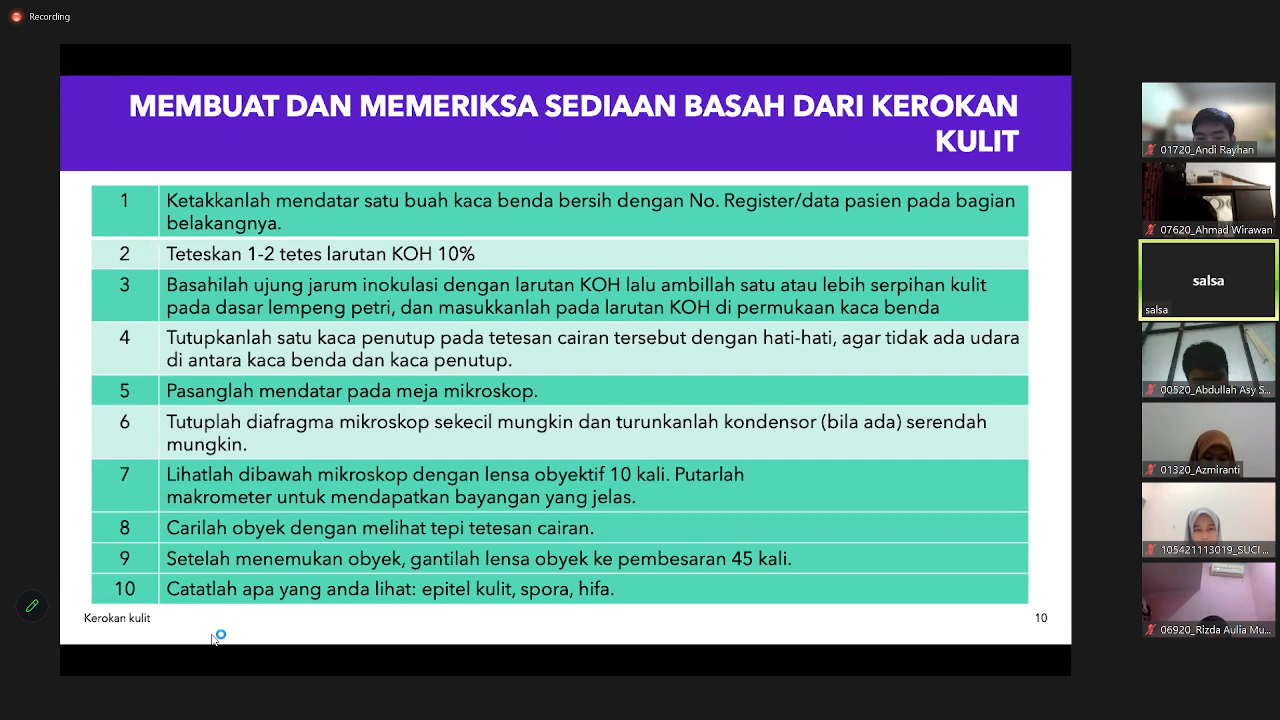 Recording
MEMBUAT DAN MEMERIKSA SEDIAAN BASAH DARI KEROKAN
KULIT
1 Ketakkanlah mendatar satu buah kaca benda bersih dengan No. Register/data pasien pada bagian
belakangnya.
2 Teteskan 1-2 tetes larutan KOH 10%
3 Basahilah ujung jarum inokulasi dengan larutan KOH lalu ambillah satu atau lebih serpihan kulit
pada dasar lempeng petri, dan masukkanlah pada larutan KOH di permukaan kaca benda
4 Tutupkanlah satu kaca penutup pada tetesan cairan tersebut dengan hati-hati, agar tidak ada udara
di antara kaca benda dan kaca penutup.
5 Pasanglah mendatar pada meja mikroskop.
6 Tutuplah diafragma mikroskop sekecil mungkin dan turunkanlah kondensor (bila ada) serendah
mungkin.
7 Lihatlah dibawah mikroskop dengan lensa obyektif 10 kali. Putarlah
makrometer untuk mendapatkan bayangan yang jelas.
8 Carilah obyek dengan melihat tepi tetesan cairan.
9 Setelah menemukan obyek, gantilah lensa obyek ke pembesaran 45 kali.
10 Catatlah apa yang anda lihat: epitel kulit, spora, hifa.
Kerokan kulit
10
01720_Andi Rayhan
07620_Ahmad Wirawan
salsa
salsa
00520_Abdullah Asy S...
01320_Azmiranti
105421113019_SUCI ...
06920_Rizda Aulia Mu...